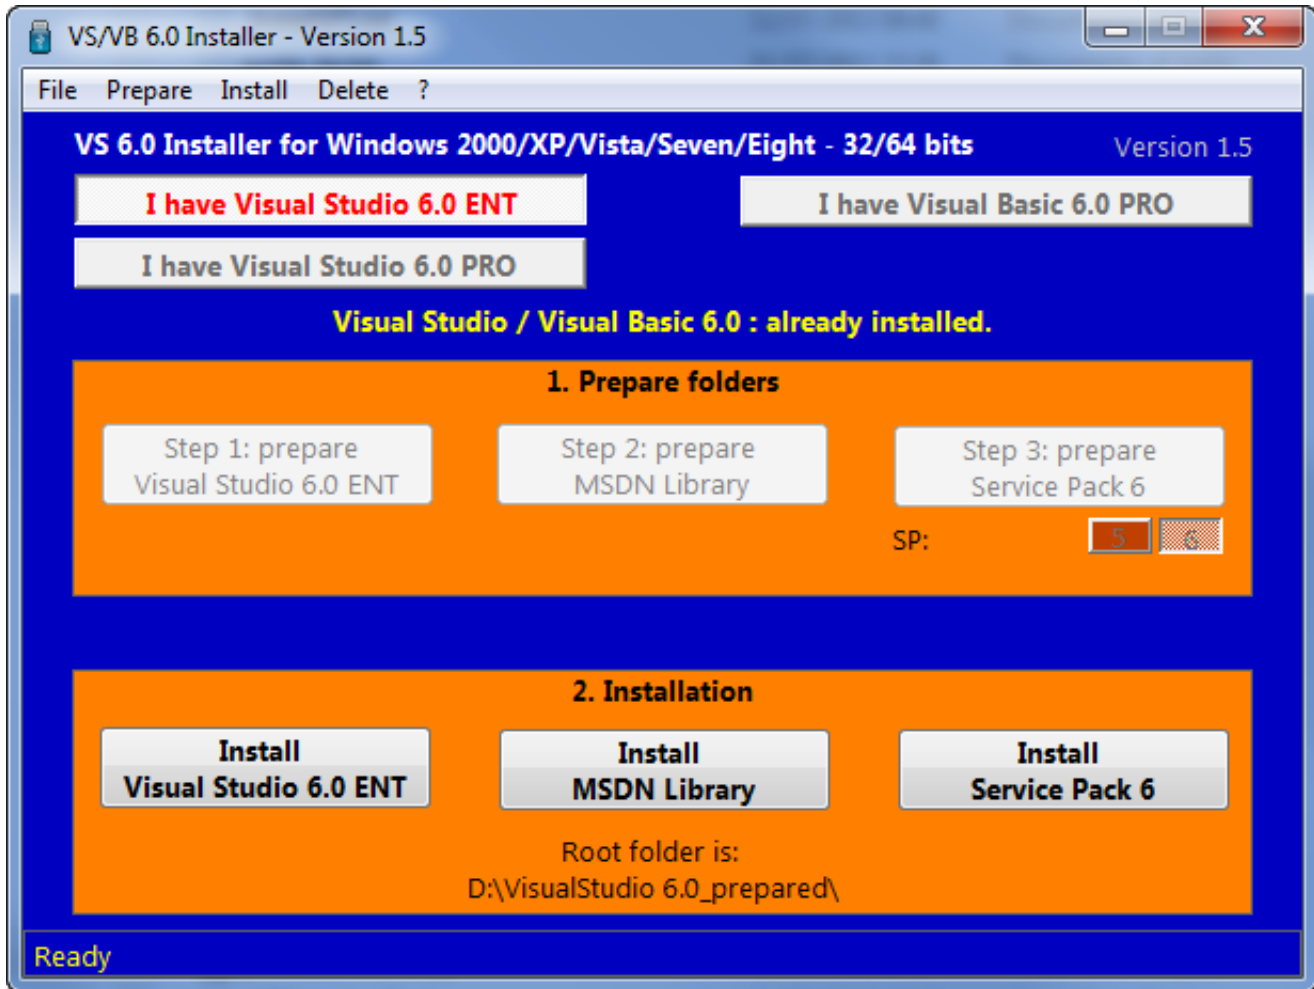 VS/VB 6.0 Installer - Version 1.5
File Prepare Install Delete ?
VS 6.0 Installer for Windows 2000/XP/Vista/Seven/Eight - 32/64 bits
Version 1.5
I have Visual Studio 6.0 ENT
I have Visual Basic 6.0 PRO
I have Visual Studio 6.0 PRO
Visual Studio / Visual Basic 6.0 : already installed.
1. Prepare folders
Step 1: prepare
Visual Studio 6.0 ENT
Step 2: prepare
MSDN Library
Step 3: prepare
Service Pack 6
SP: 5 6
2. Installation
Install
Visual Studio 6.0 ENT
Install
MSDN Library
Install
Service Pack 6
Root folder is:
D:\VisualStudio 6.0_prepared\
Ready